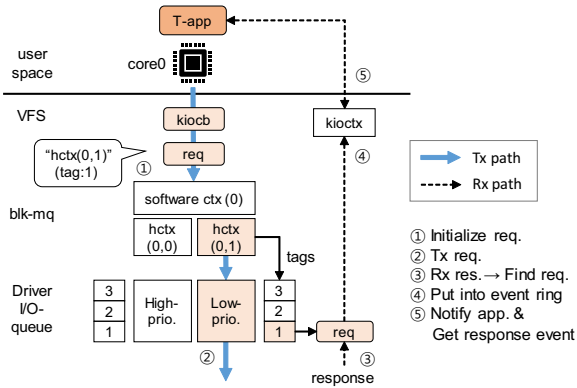 T-app
user
space
core0
⑤
VFS
kiocb
kioctx
"hctx(0,1)"
(tag:1)
①
req
④
Tx path
Rx path
software ctx (0)
blk-mq
hctx
(0,0)
hctx
(0,1)
tags
① Initialize req.
② Tx req.
③ Rx res.→ Find req.
④ Put into event ring
⑤ Notify app. &
Get response event
Driver
I/O-
queue
3
2
1
High-
prio.
Low-
prio.
3
2
1
req
②
③
response